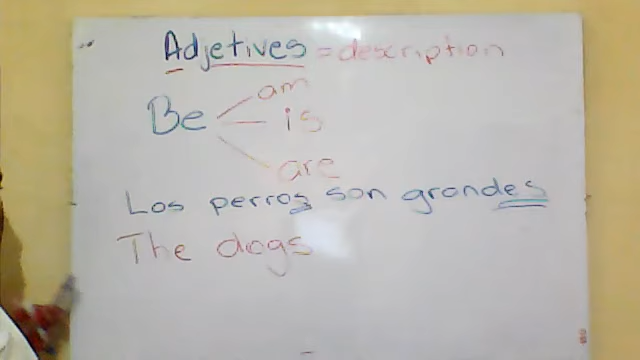 Adjetives = description
Be
am
is
are
Los perros son grandes
The dogs